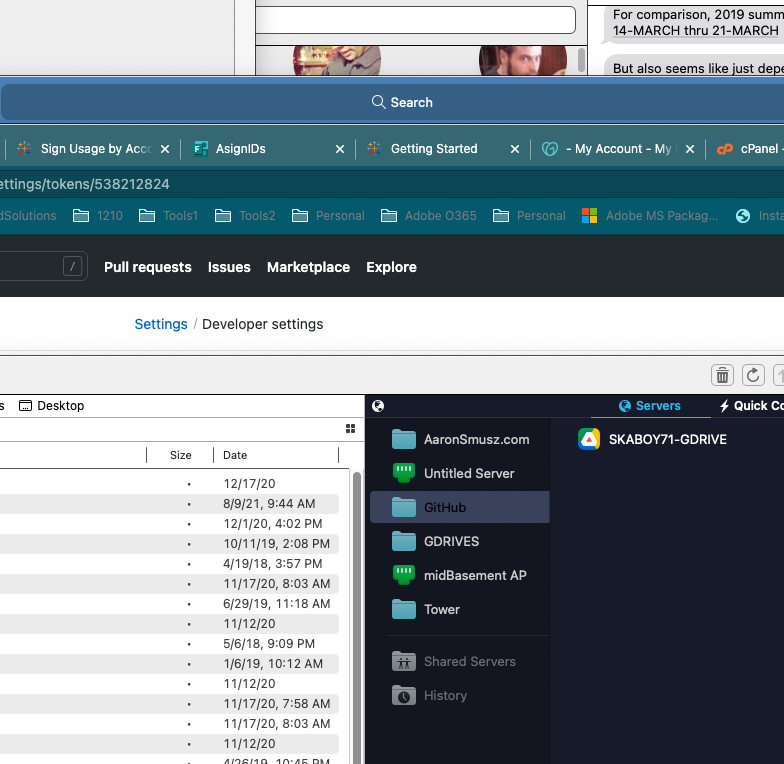 For comparison, 2019 summ
14-MARCH thru 21-MARCH
But also seems like just depe
Search
Sign Usage by Acco
AsignIDs
Getting Started
- My Account - My
cPanel -
ettings/tokens/538212824
dSolutions 1210 Tools1 Tools2 Personal Adobe O365 Personal Adobe MS Packag... Insta
/ Pull requests Issues Marketplace Explore
Settings / Developer settings
s Desktop
Servers Quick Co
Size Date
12/17/20
8/9/21, 9:44 AM
12/1/20, 4:02 PM
10/11/19, 2:08 PM
4/19/18, 3:57 PM
11/17/20, 8:03 AM
6/29/19, 11:18 AM
11/12/20
5/6/18, 9:09 PM
1/6/19, 10:12 AM
11/12/20
11/17/20, 7:58 AM
11/17/20, 8:03 AM
11/12/20
4/26/19, 10:45 PM
AaronSmusz.com
Untitled Server
GitHub
GDRIVES
midBasement AP
Tower
Shared Servers
History
SKABOY71-GDRIVE